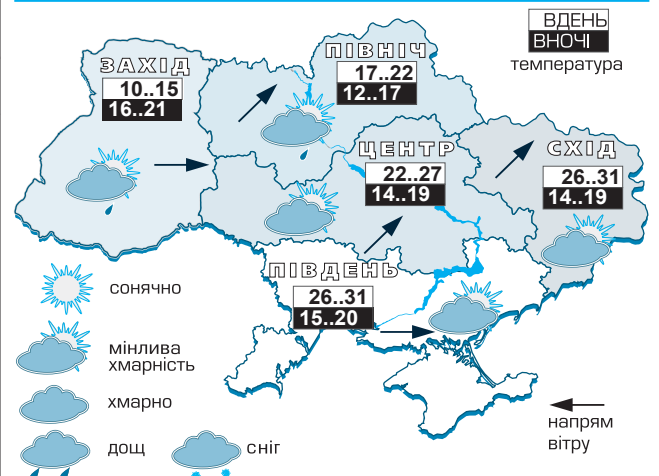 ВДЕНЬ
ВНОЧІ
температура
ЗАХІД
10..15
16..21
ПІВНІЧ
17..22
12..17
ЦЕНТР
22..27
14..19
СХІД
26..31
14..19
ПІВДЕНЬ
26..31
15..20
сонячно
мінлива
хмарність
хмарно
дощ
сніг
напрям
вітру